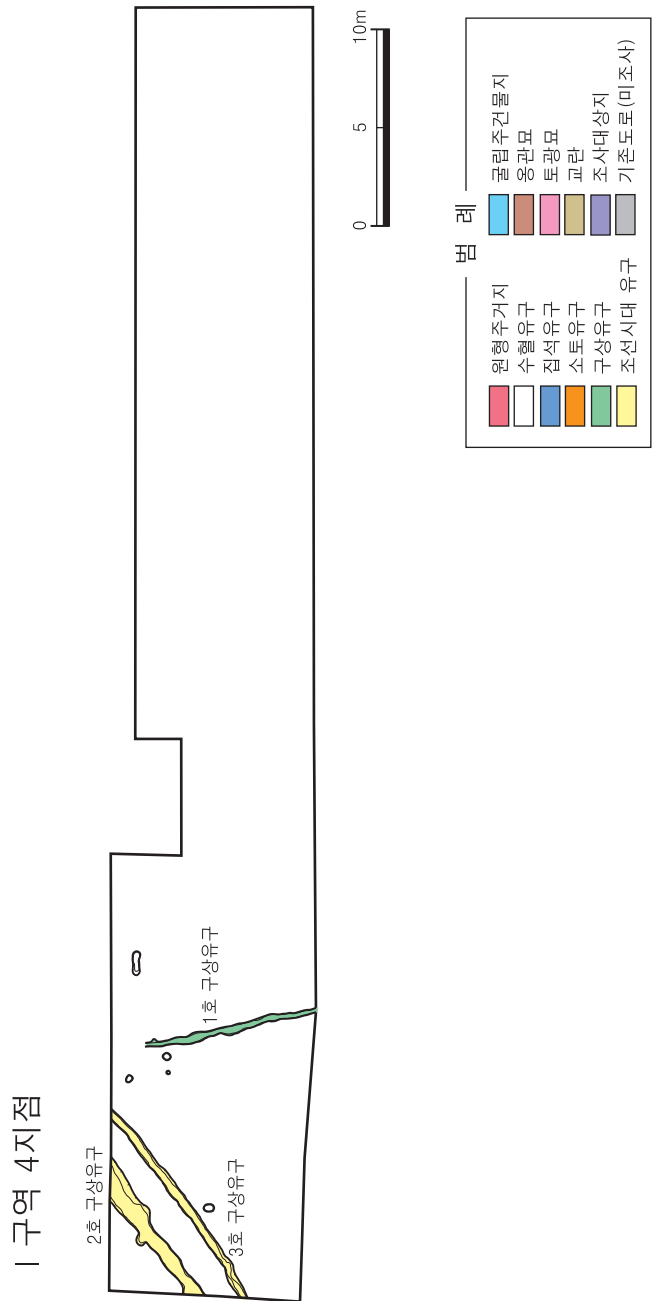 Ⅰ구역 4지점
2호 구상유구
3호 구상유구
1호 구상유구
0 5 10m
범 례
원형주거지
수혈유구
집석유구
소토유구
구상유구
조선시대 유구
굴립주건물지
옹관묘
토광묘
교란
조사대상지
기존도로(미조사)